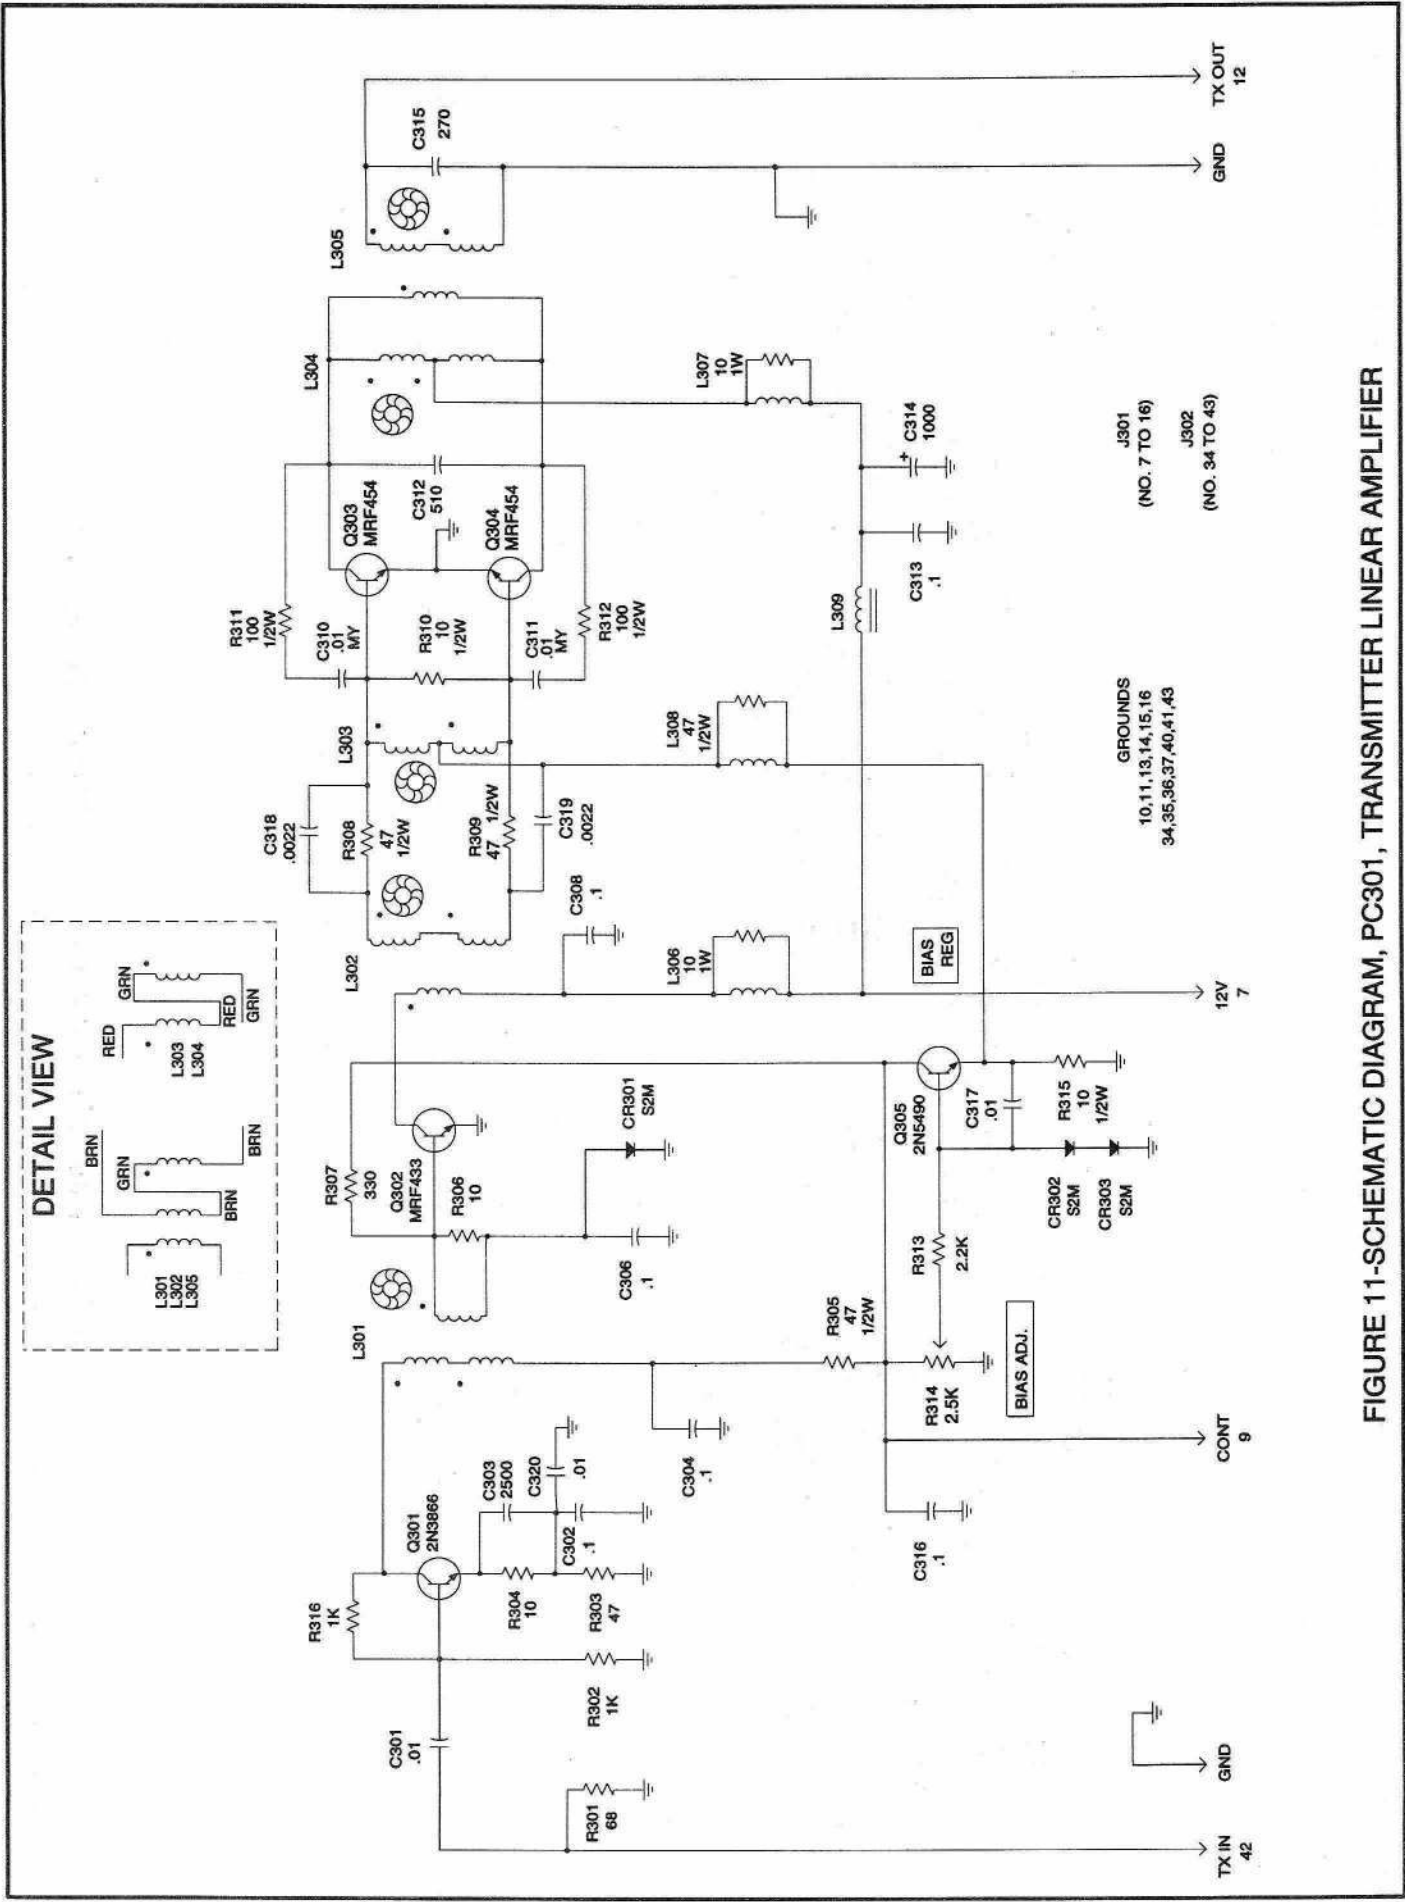 DETAIL VIEW
L301
L302
L305
BRN
GRN
BRN
BRN
L303
L304
RED
GRN
RED
GRN
C301
.01
R301
68
R302
1K
R316
1K
Q301
2N3866
R304
10
R303
47
C303
2500
C320
.01
C302
.1
C304
.1
L301
R305
47
1/2W
R307
330
Q302
MRF433
R306
10
C306
.1
CR301
S2M
L302
C308
.1
L306
10
1W
C318
.0022
R308
47
1/2W
R309
47
1/2W
C319
.0022
L303
L308
47
1/2W
R311
100
1/2W
C310
.01
MY
R310
10
1/2W
C311
.01
MY
R312
100
1/2W
Q303
MRF454
C312
510
Q304
MRF454
L304
L307
10
1W
L309
C313
.1
C314
1000
+
L305
C315
270
C316
.1
R314
2.5K
BIAS ADJ.
R313
2.2K
CR302
S2M
CR303
S2M
Q305
2N5490
C317
.01
R315
10
1/2W
BIAS
REG
GROUNDS
10,11,13,14,15,16
34,35,36,37,40,41,43
J301
(NO. 7 TO 16)
J302
(NO. 34 TO 43)
TX IN
42
GND
CONT
9
12V
7
GND
TX OUT
12
FIGURE 11-SCHEMATIC DIAGRAM, PC301, TRANSMITTER LINEAR AMPLIFIER